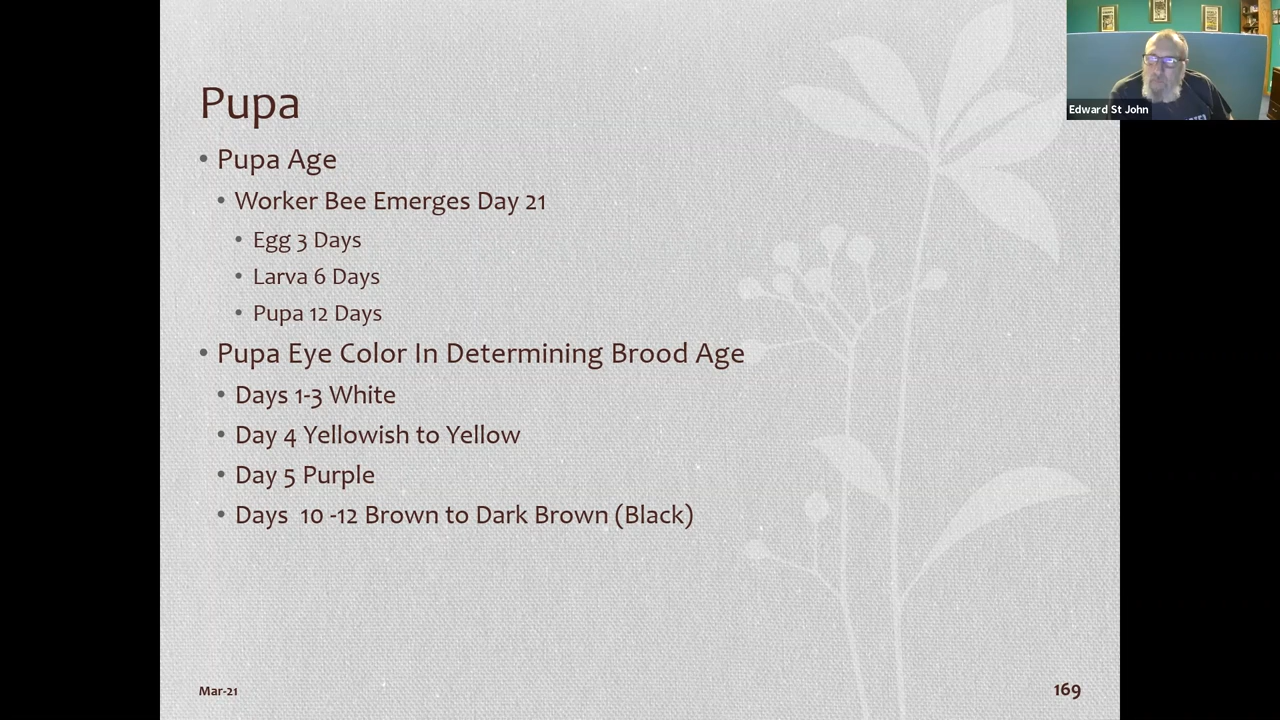 Edward St John
Pupa
• Pupa Age
• Worker Bee Emerges Day 21
• Egg 3 Days
• Larva 6 Days
• Pupa 12 Days
• Pupa Eye Color In Determining Brood Age
• Days 1-3 White
• Day 4 Yellowish to Yellow
• Day 5 Purple
• Days 10 -12 Brown to Dark Brown (Black)
Mar-21
169